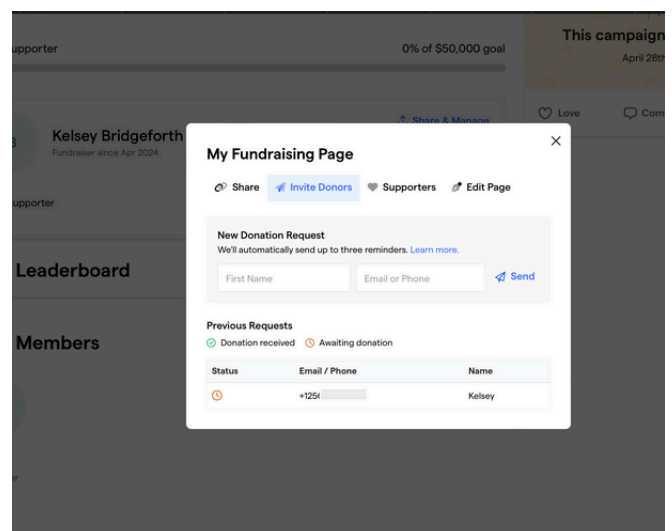 upporter
0% of $50,000 goal
This campaign
April 28th
Love
Com
Share & Manage
Kelsey Bridgeforth
Fundraiser since Apr 2024
upporter
Leaderboard
Members
My Fundraising Page
Share Invite Donors Supporters Edit Page
New Donation Request
We'll automatically send up to three reminders. Learn more.
First Name Email or Phone Send
Previous Requests
Donation received Awaiting donation
Status Email / Phone Name
+1256 Kelsey